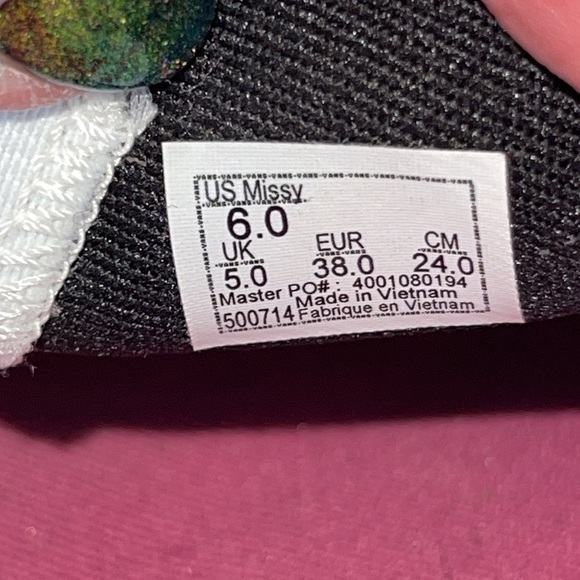 US Missy
6.0
UK EUR CM
5.0 38.0 24.0
Master PO#: 4001080194
Made in Vietnam
500714 Fabrique en Vietnam